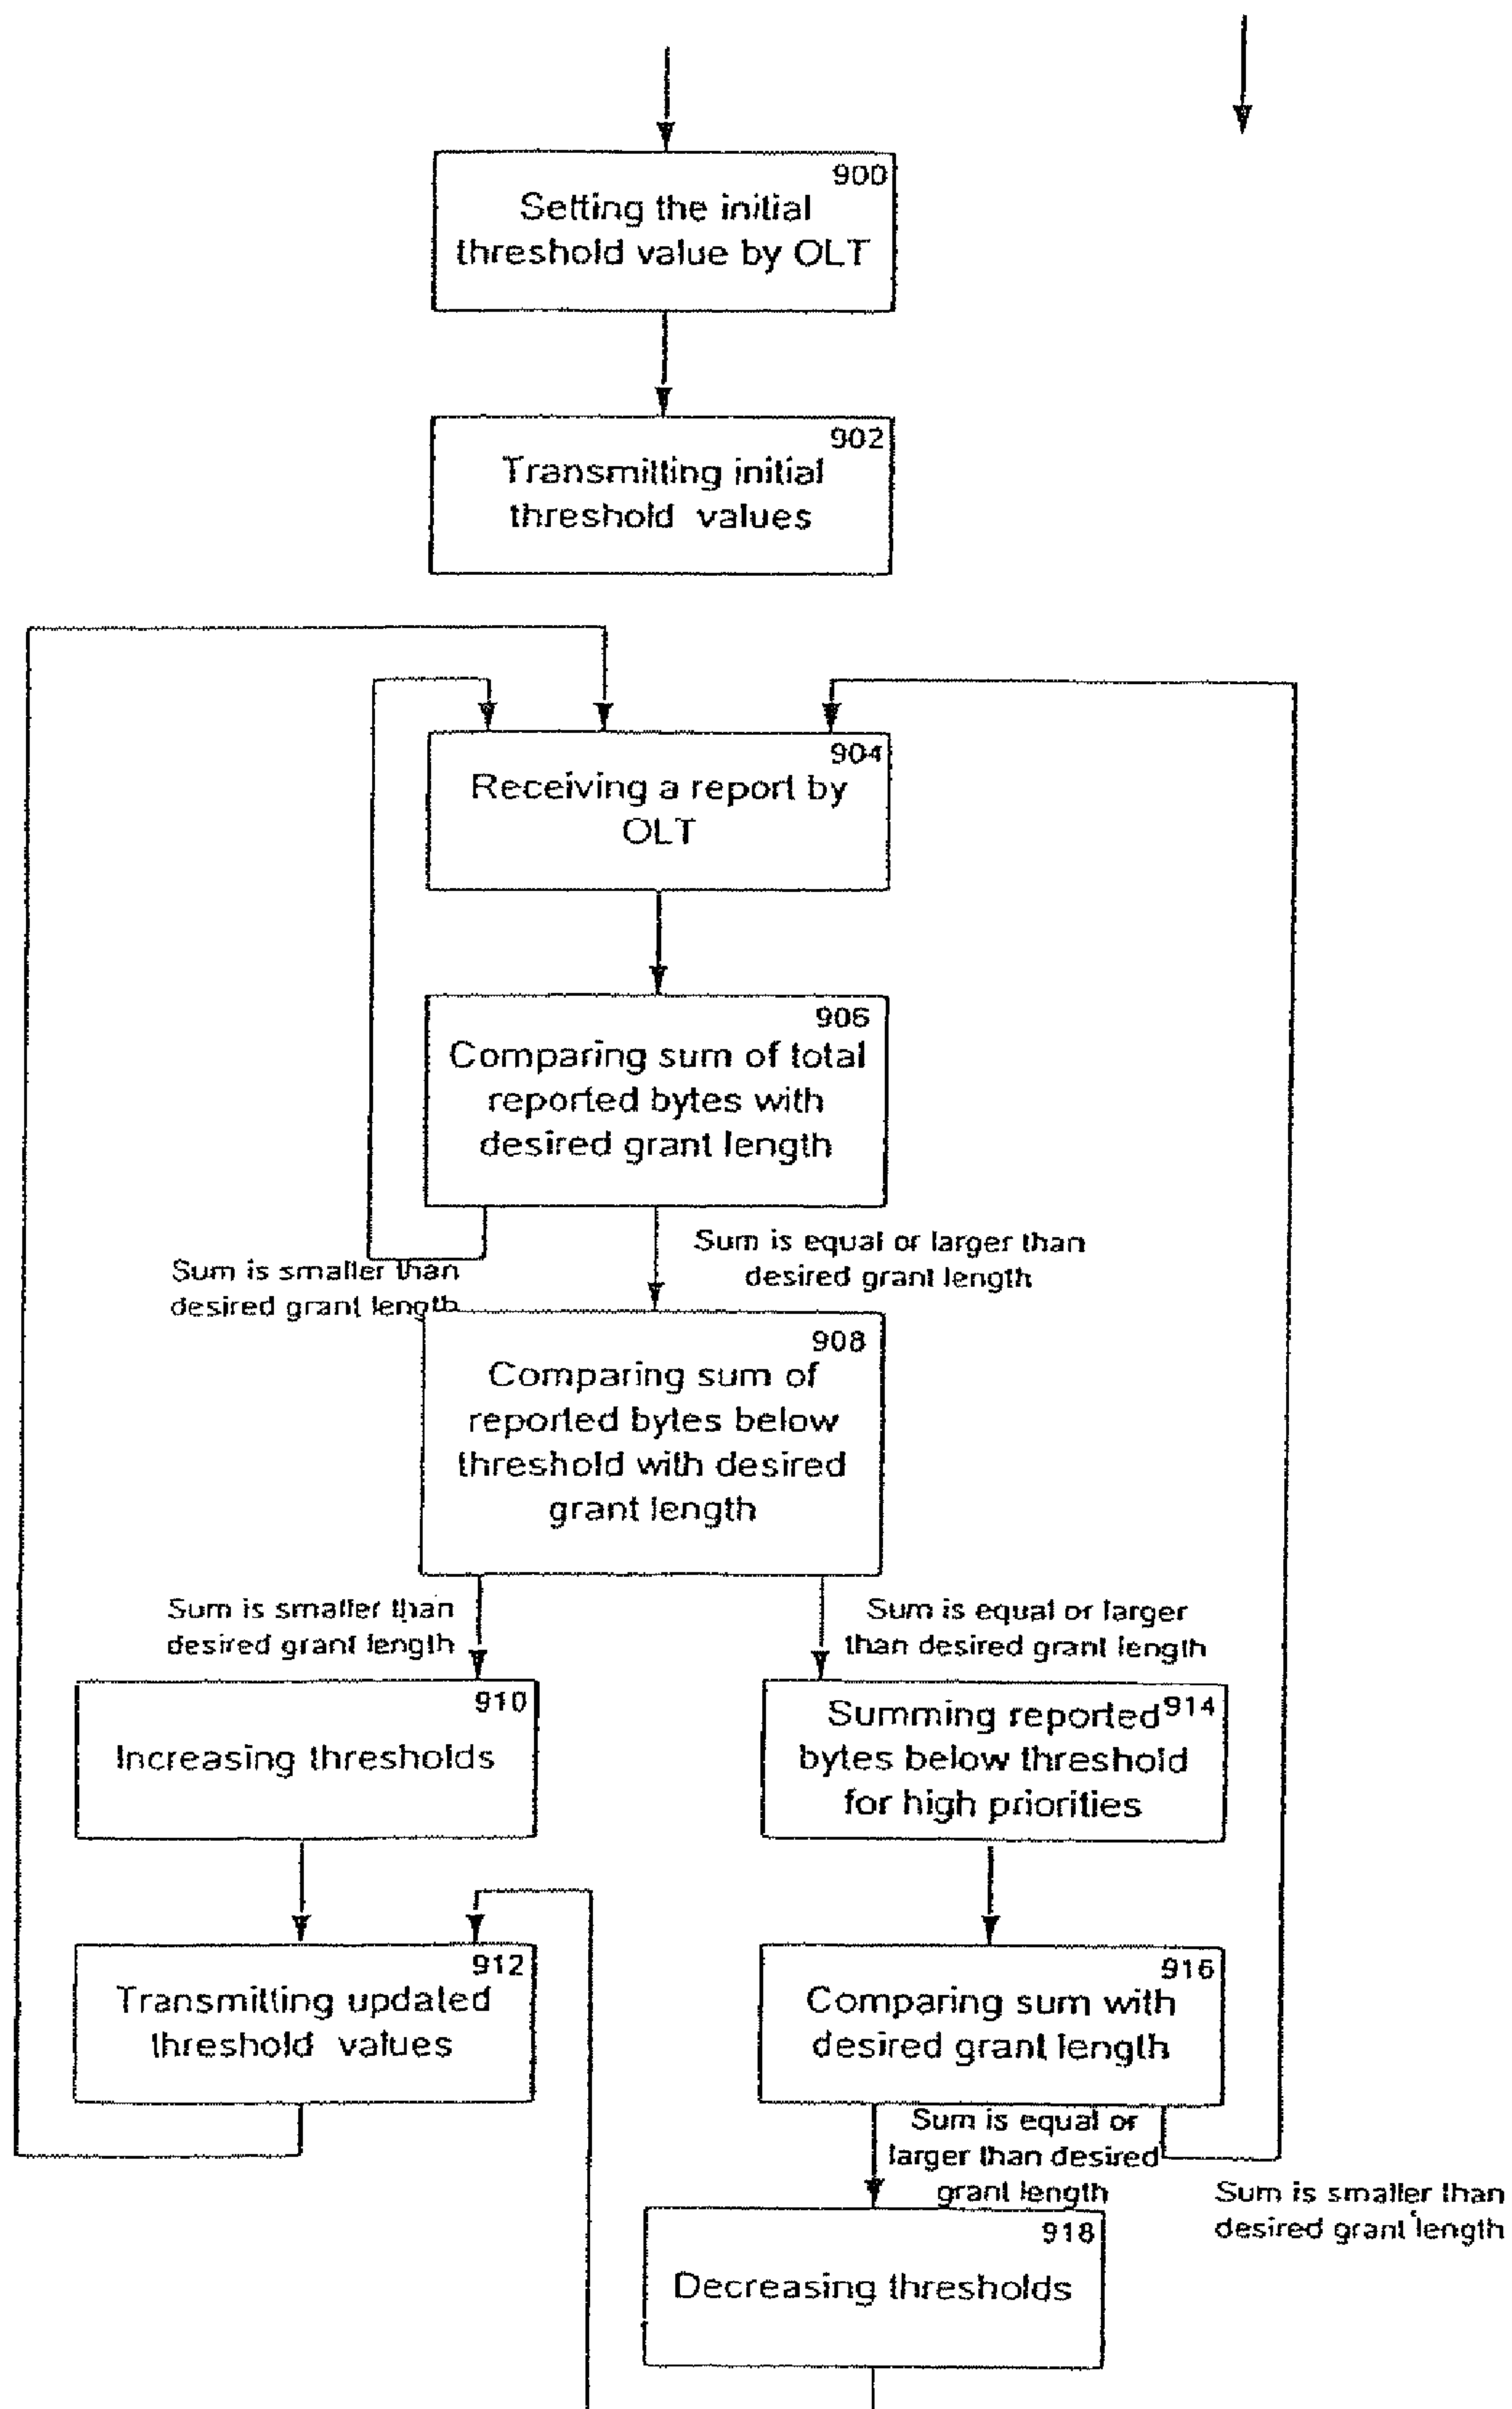 900
Setting the initial
threshold value by OLT
902
Transmitting initial
threshold values
904
Receiving a report by
OLT
906
Comparing sum of total
reported bytes with
desired grant length
Sum is smaller than
desired grant length
Sum is equal or larger than
desired grant length
908
Comparing sum of
reported bytes below
threshold with desired
grant length
Sum is smaller than
desired grant length
Sum is equal or larger
than desired grant length
910
Increasing thresholds
914
Summing reported
bytes below threshold
for high priorities
912
Transmitting updated
threshold values
916
Comparing sum with
desired grant length
Sum is equal or
larger than desired
grant length
Sum is smaller than
desired grant length
918
Decreasing thresholds